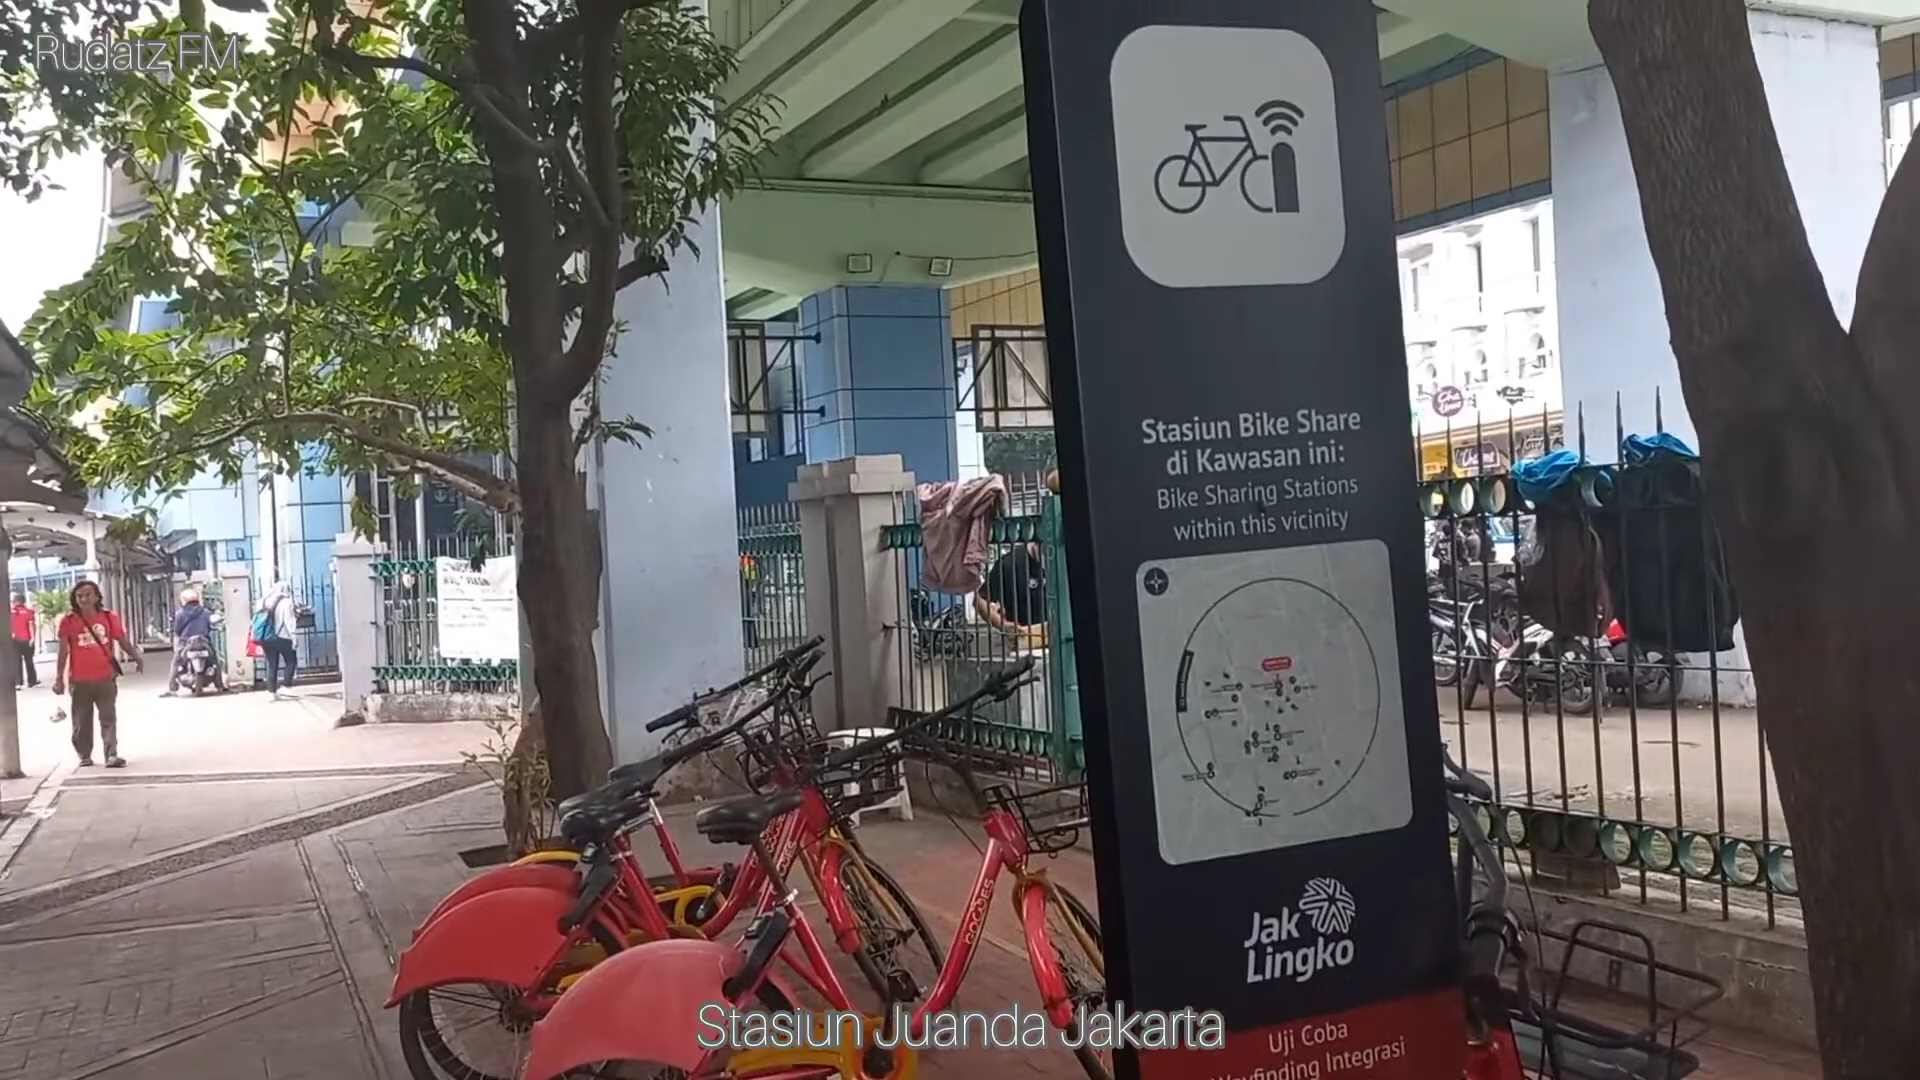 Rudatz FM
Stasiun Bike Share
di Kawasan ini:
Bike Sharing Stations
within this vicinity
Jak
Lingko
Uji Coba
Wayfinding Integrasi
GOWES
Stasiun Juanda Jakarta